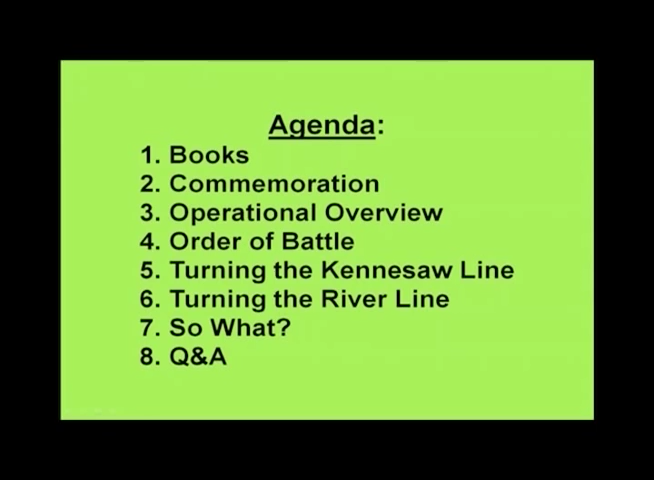 Agenda:
1. Books
2. Commemoration
3. Operational Overview
4. Order of Battle
5. Turning the Kennesaw Line
6. Turning the River Line
7. So What?
8. Q&A